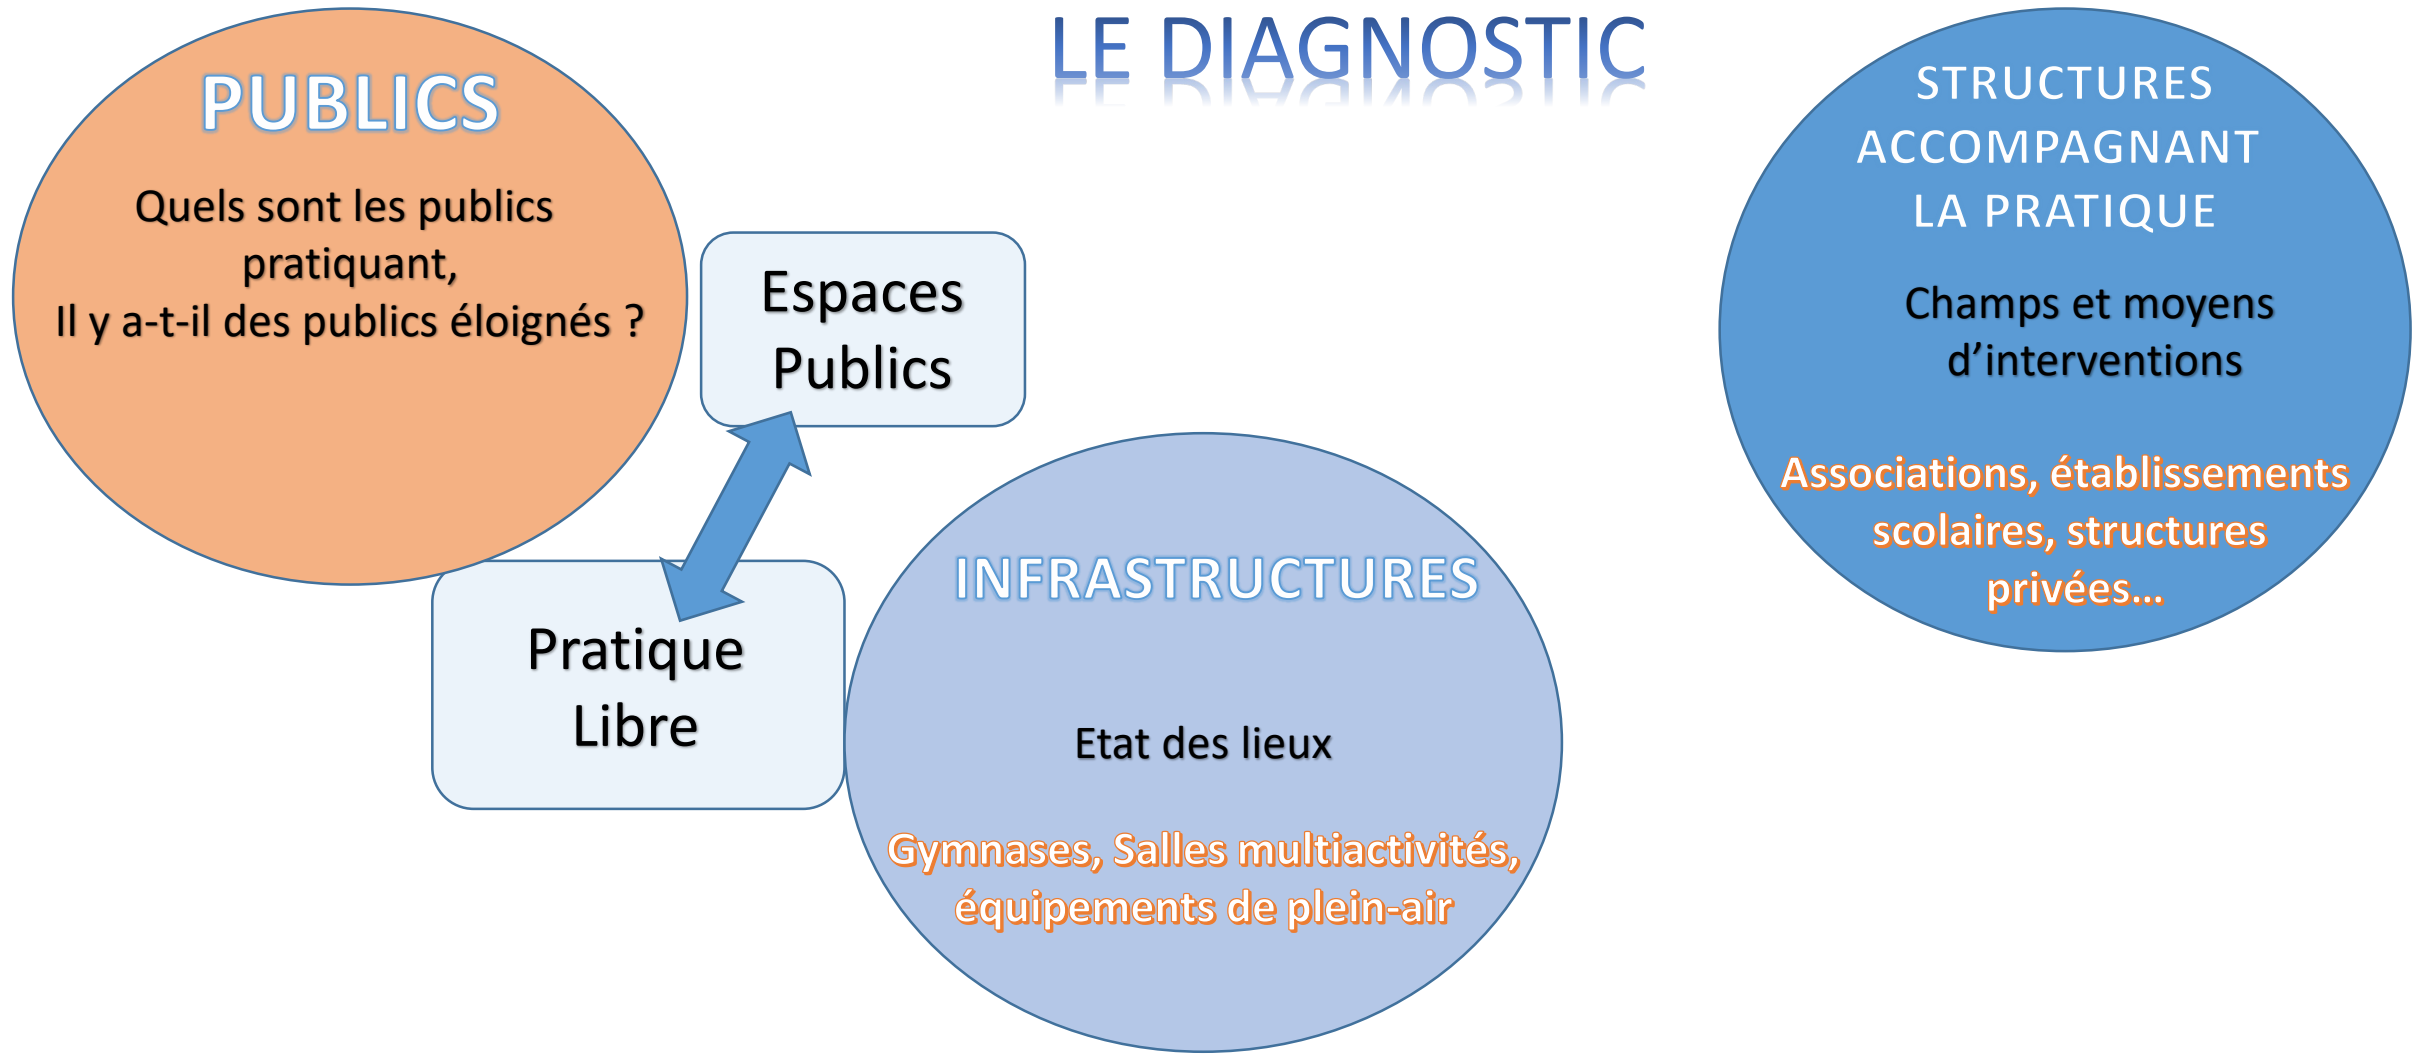 LE DIAGNOSTIC
PUBLICS
Quels sont les publics
pratiquant,
Il y a-t-il des publics éloignés ?
Espaces
Publics
Pratique
Libre
INFRASTRUCTURES
Etat des lieux
Gymnases, Salles multiactivités,
équipements de plein-air
STRUCTURES
ACCOMPAGNANT
LA PRATIQUE
Champs et moyens
d’interventions
Associations, établissements
scolaires, structures
privées...